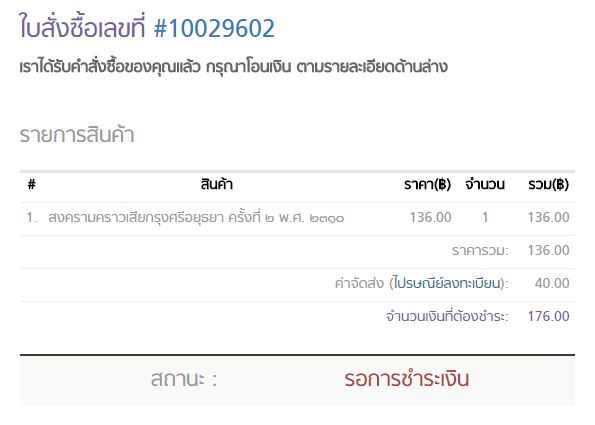 ใบสั่งซื้อเลขที่ #10029602
เราได้รับคำสั่งซื้อของคุณแล้ว กรุณาโอนเงิน ตามรายละเอียดด้านล่าง
รายการสินค้า
# สินค้า ราคา(฿) จำนวน รวม(฿)
1. สงครามคราวเสียกรุงศรีอยุธยา ครั้งที่ ๒ พ.ศ. ๒๓๑๐ 136.00 1 136.00
ราคารวม: 136.00
ค่าจัดส่ง (ไปรษณีย์ลงทะเบียน): 40.00
จำนวนเงินที่ต้องชำระ: 176.00
สถานะ : รอการชำระเงิน